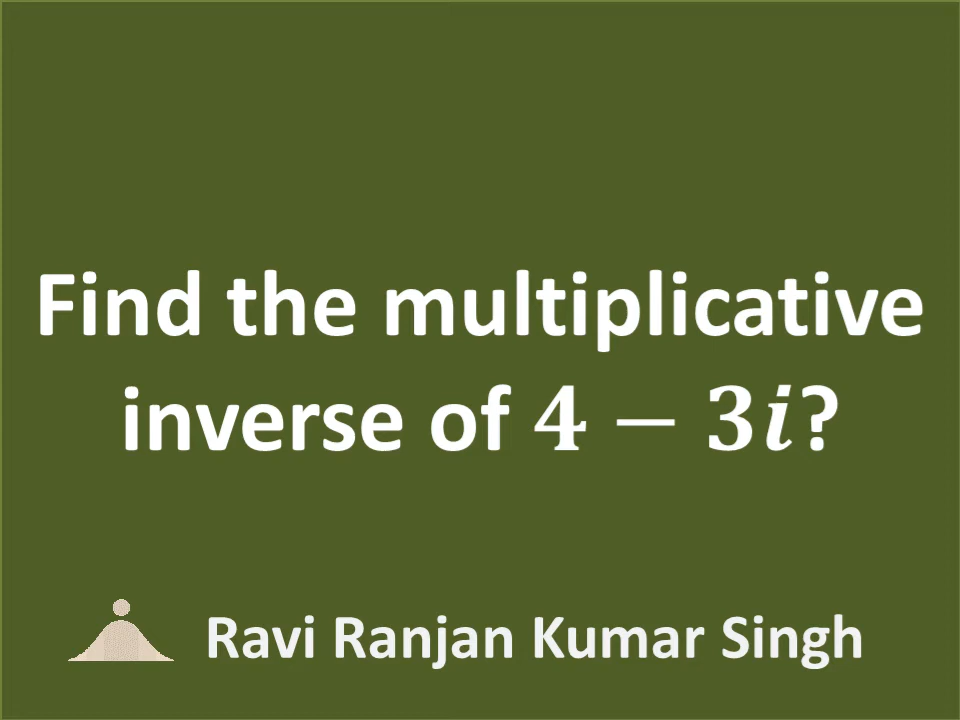 Find the multiplicative
inverse of 4 − 3i?
Ravi Ranjan Kumar Singh